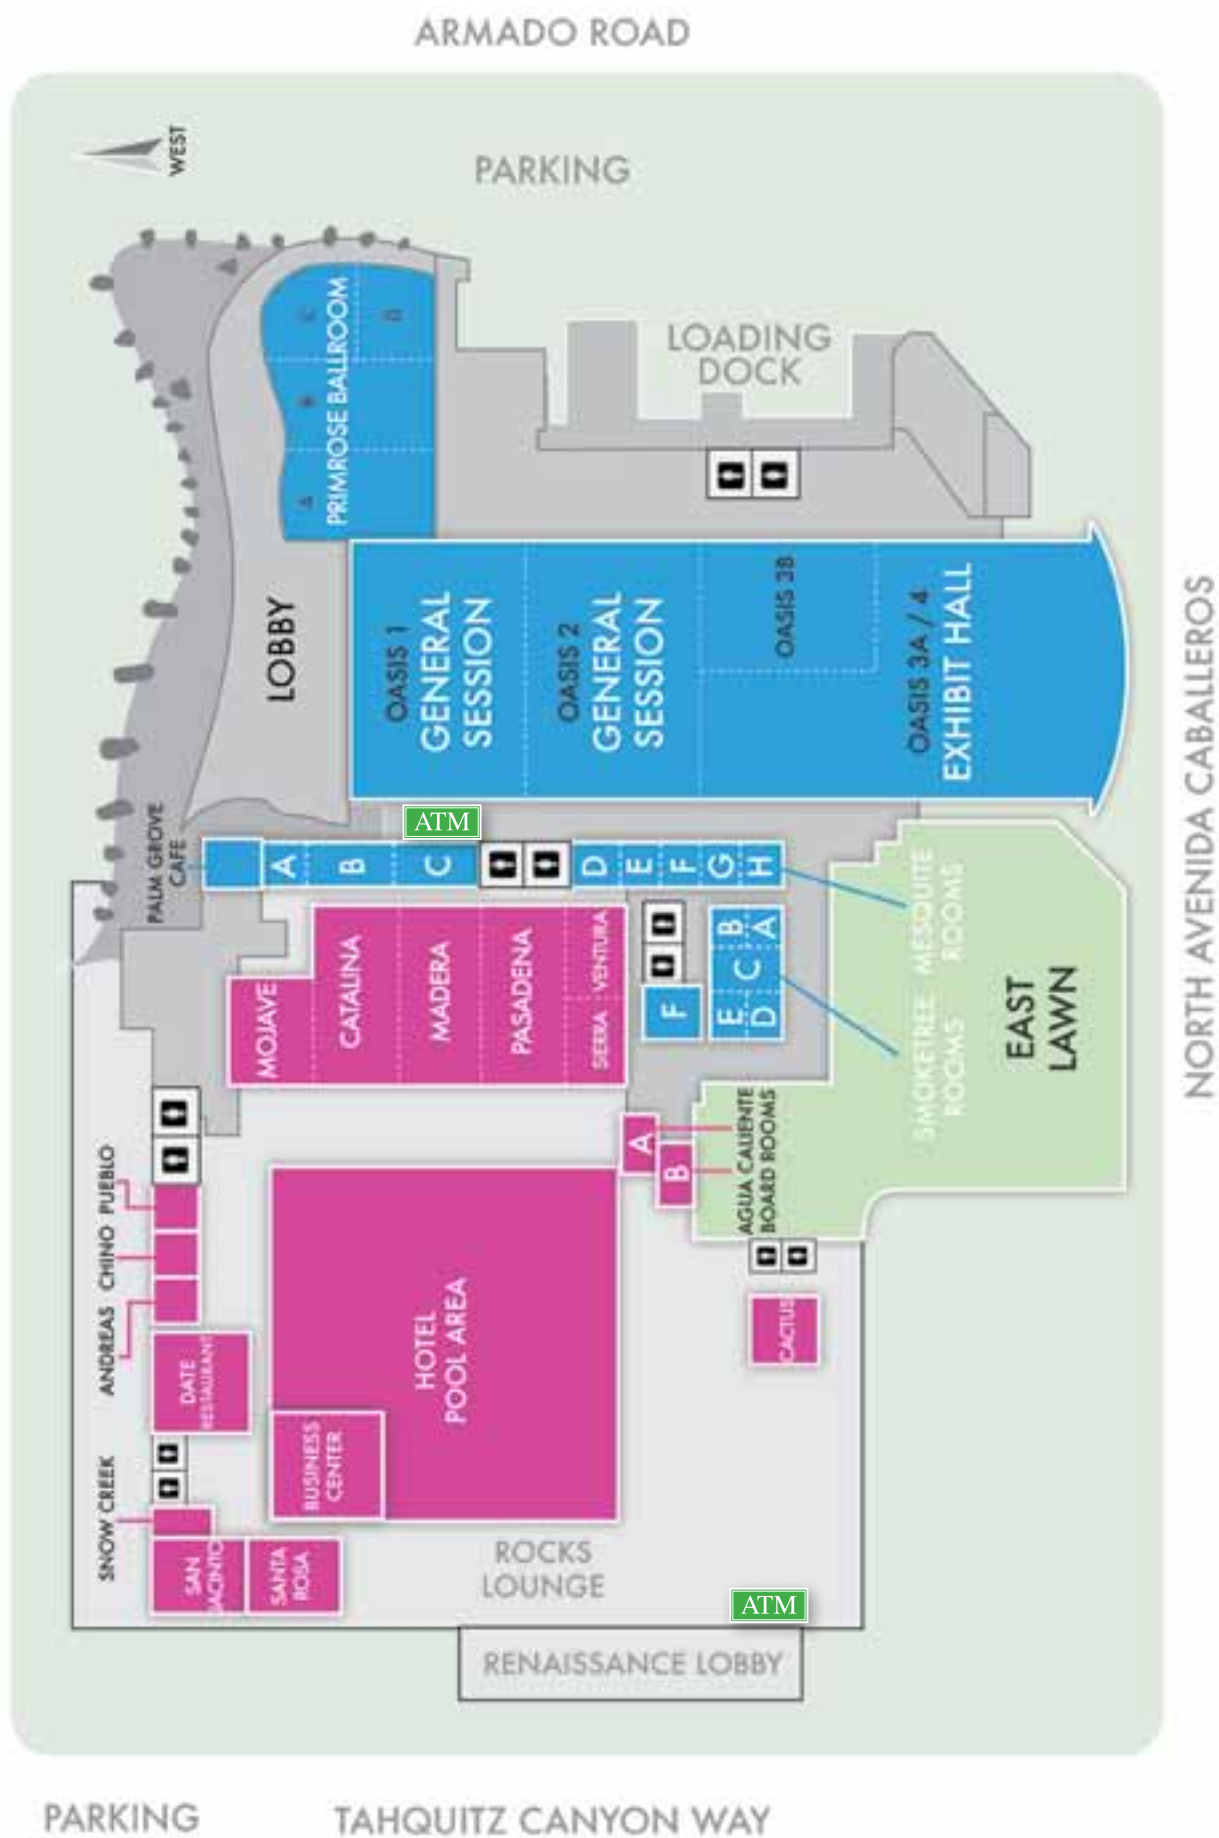 ARMADO ROAD
WEST
PARKING
C
D
B
A
PRIMROSE BALLROOM
LOADING
DOCK
LOBBY
OASIS 1
GENERAL
SESSION
OASIS 2
GENERAL
SESSION
OASIS 3B
OASIS 3A / 4
EXHIBIT HALL
NORTH AVENIDA CABALLEROS
ATM
PALM GROVE
CAFE
A
B
C
D
E
F
G
H
MESQUITE
ROOMS
MOJAVE
CATALINA
MADERA
PASADENA
SIERRA
VENTURA
F
B
A
C
E
D
SMOKETREE
ROOMS
EAST
LAWN
A
B
AGUA CALIENTE
BOARD ROOMS
PUEBLO
CHINO
ANDREAS
DATE
RESTAURANT
HOTEL
POOL AREA
BUSINESS
CENTER
CACTUS
SNOW CREEK
SAN
JACINTO
SANTA
ROSA
ROCKS
LOUNGE
ATM
RENAISSANCE LOBBY
PARKING
TAHQUITZ CANYON WAY